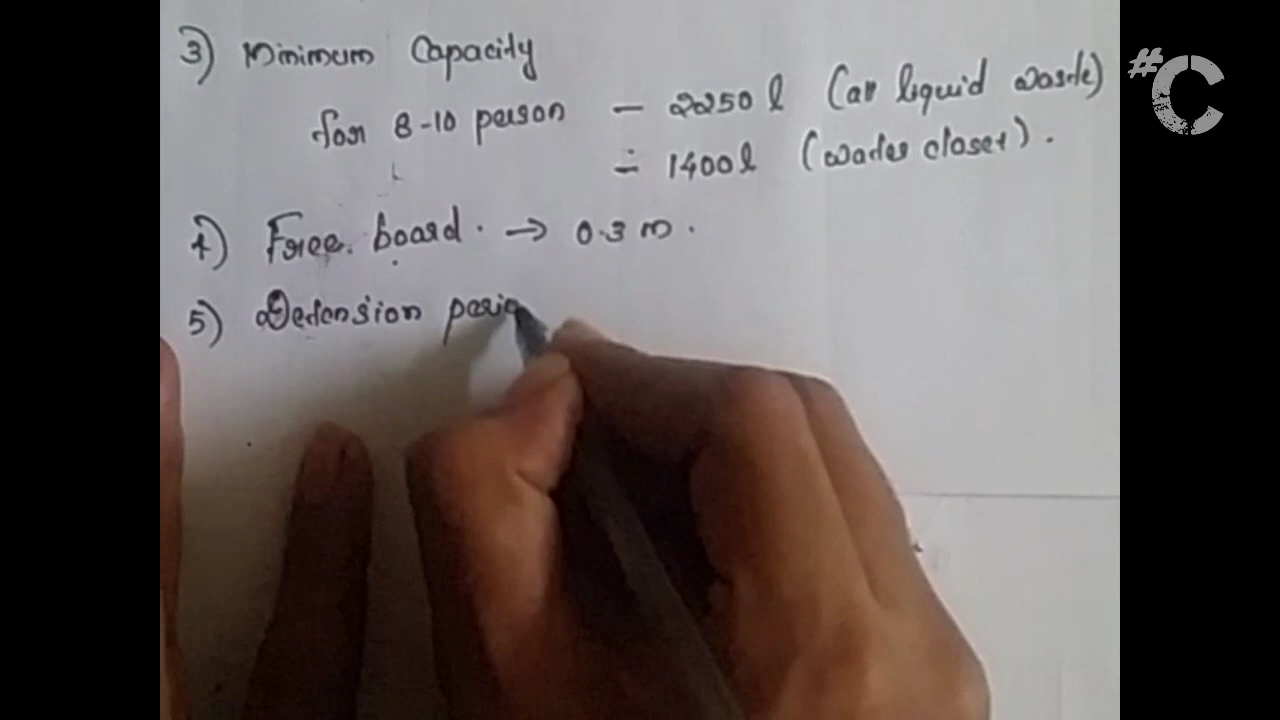 3) Minimum Capacity
for 8-10 person - 2250 l (all liquid waste)
- 1400 l (water closet).
4) Free board. → 0.3 m.
5) Detension perio
#C